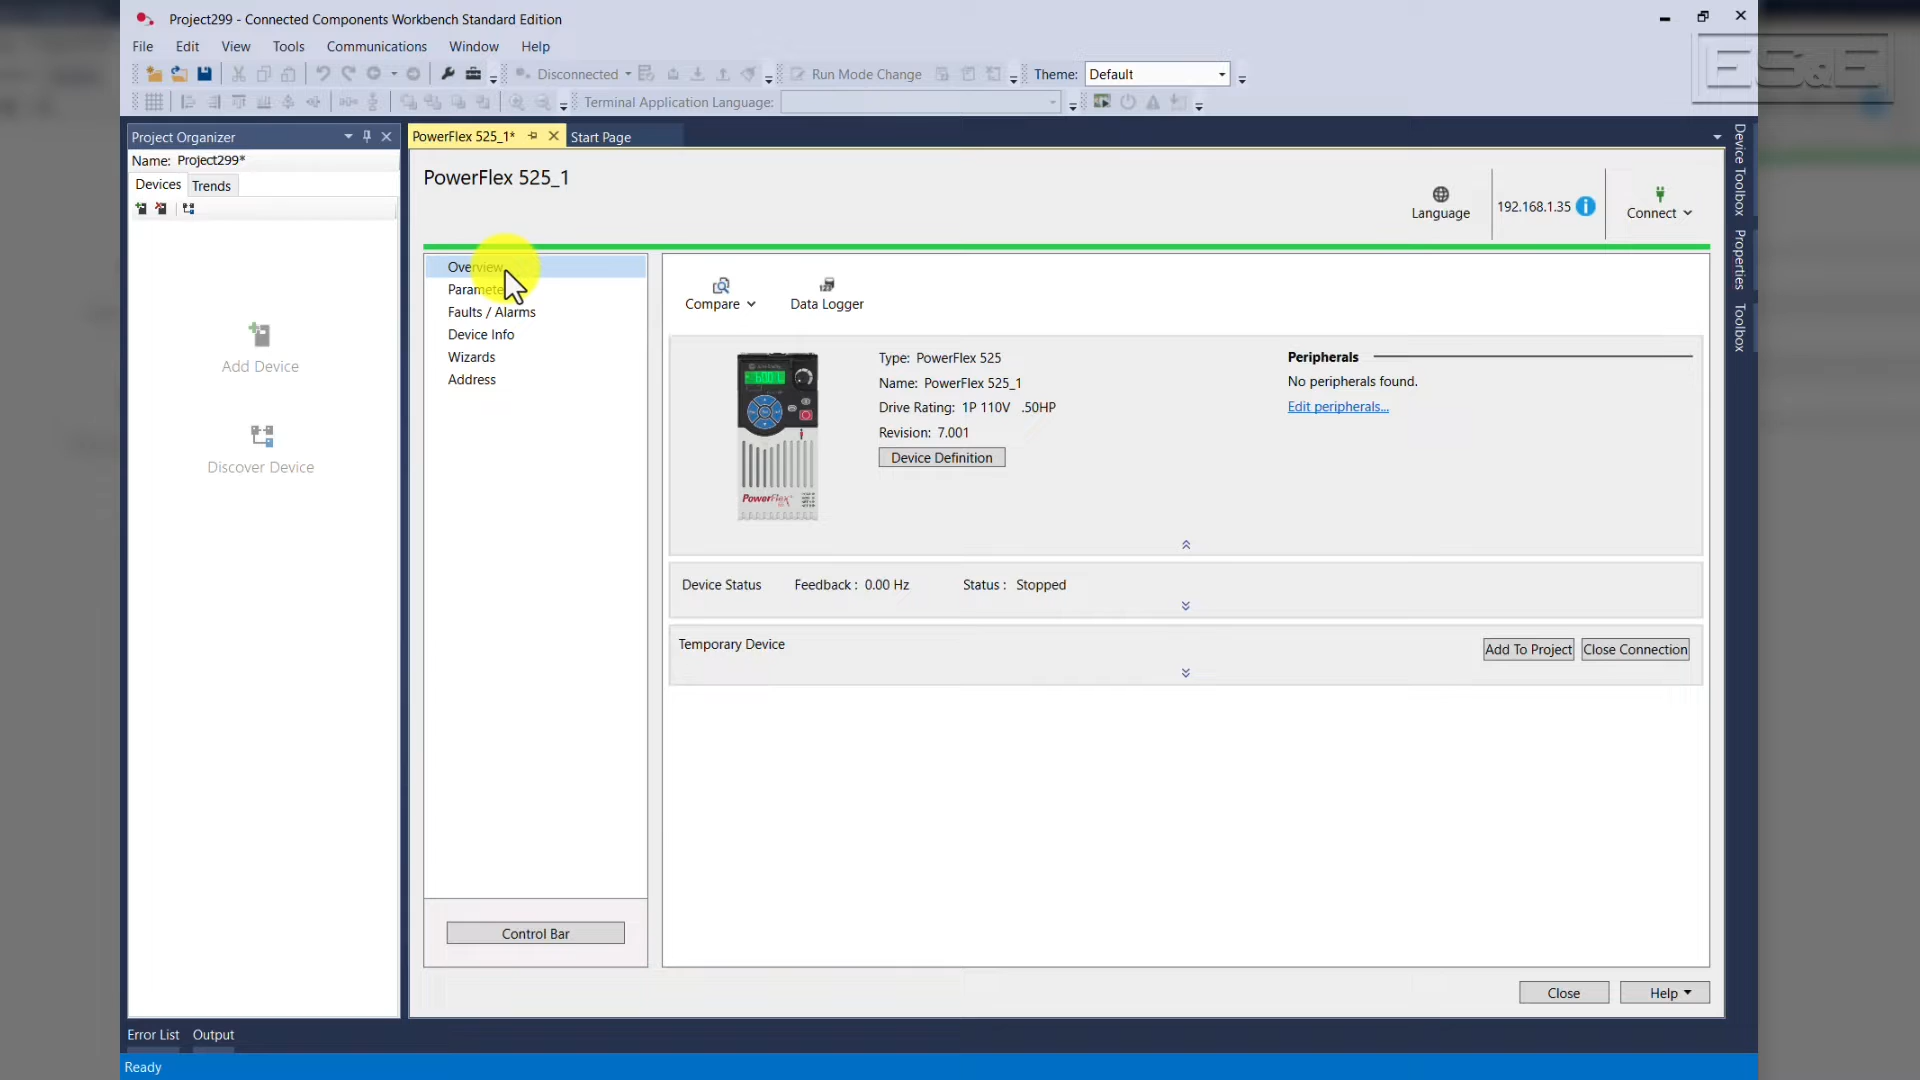 Project299 - Connected Components Workbench Standard Edition
File Edit View Tools Communications Window Help
Disconnected Run Mode Change Theme: Default
Terminal Application Language:
ES&E
Project Organizer
Name: Project299*
Devices Trends
Add Device
Discover Device
PowerFlex 525_1* Start Page
PowerFlex 525_1
Language
192.168.1.35
Connect
Overview
Faults / Alarms
Device Info
Wizards
Address
Control Bar
Compare
Data Logger
PowerFlex
Type: PowerFlex 525
Name: PowerFlex 525_1
Drive Rating: 1P 110V .50HP
Revision: 7.001
Device Definition
Peripherals
No peripherals found.
Edit peripherals...
Device Status Feedback : 0.00 Hz Status : Stopped
Temporary Device Add To Project Close Connection
Close Help
Device Toolbox
Properties
Toolbox
Error List Output
Ready